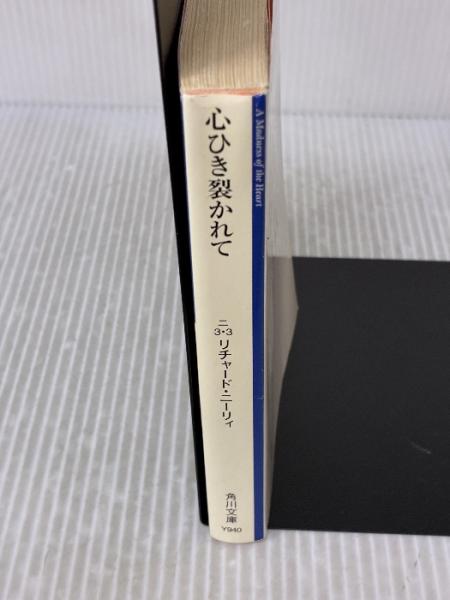 心ひき裂かれて
A Madness of the Heart
ニ
3・3
リチャード・ニーリィ
角川文庫
Y940